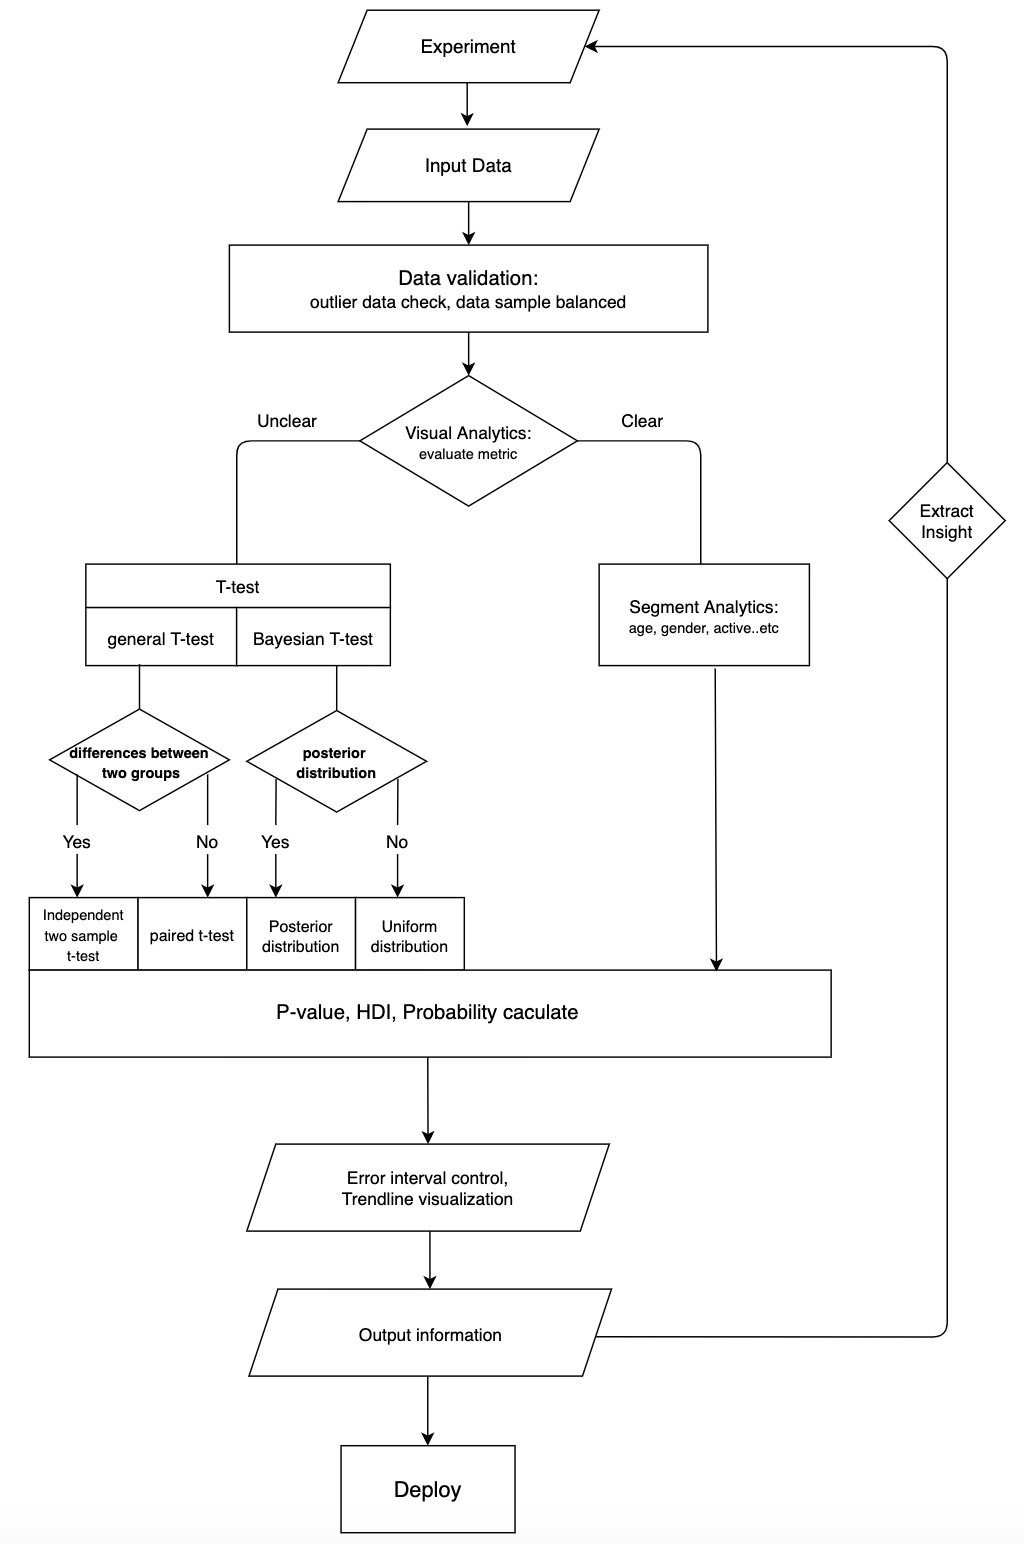 Experiment
Input Data
Data validation:
outlier data check, data sample balanced
Unclear
Visual Analytics:
evaluate metric
Clear
Extract
Insight
T-test
general T-test
Bayesian T-test
Segment Analytics:
age, gender, active..etc
differences between
two groups
posterior
distribution
Yes
No
Yes
No
Independent
two sample
t-test
paired t-test
Posterior
distribution
Uniform
distribution
P-value, HDI, Probability caculate
Error interval control,
Trendline visualization
Output information
Deploy